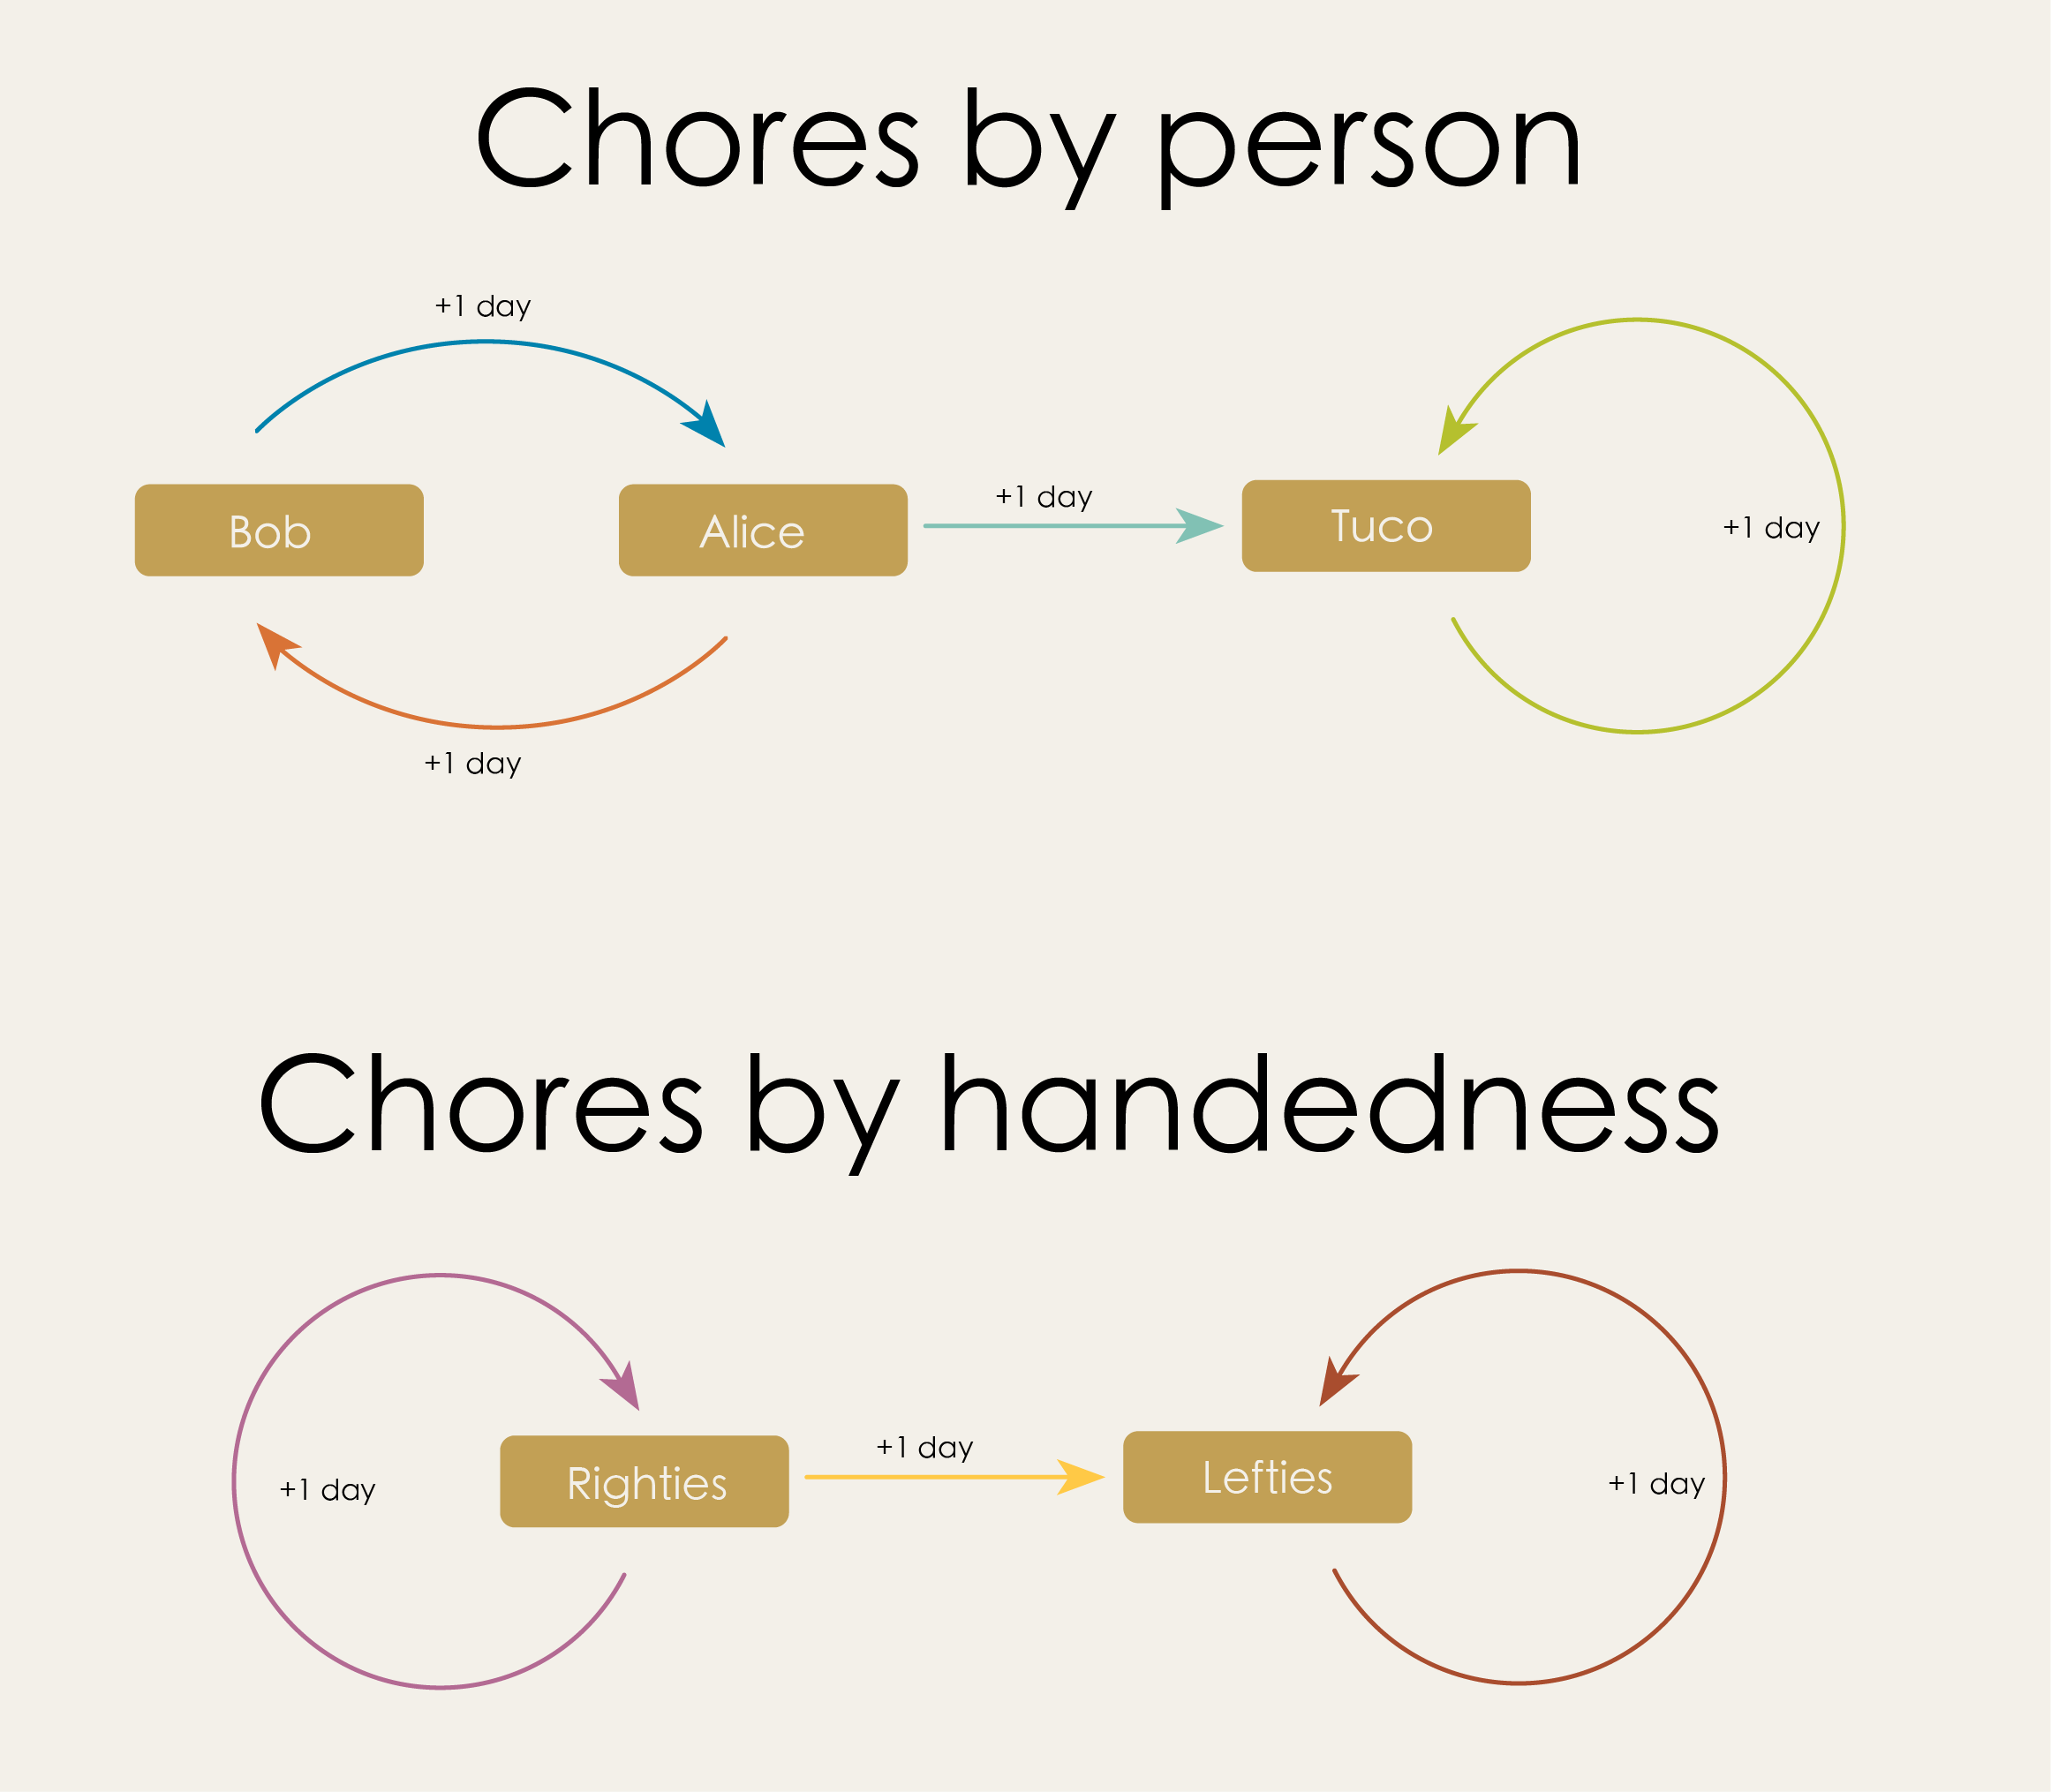 Chores by person
+1 day
Bob
Alice
+1 day
Tuco
+1 day
+1 day
Chores by handedness
+1 day
Righties
+1 day
Lefties
+1 day